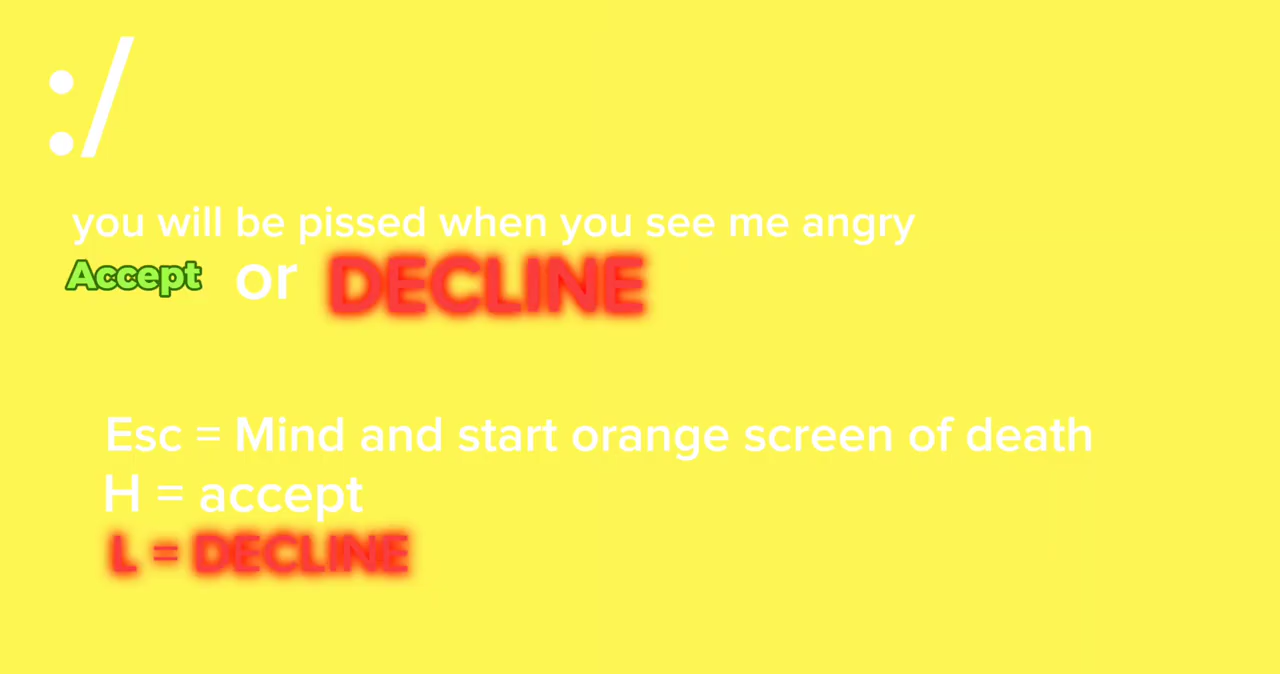 :/
you will be pissed when you see me angry
Accept or DECLINE
Esc = Mind and start orange screen of death
H = accept
L = DECLINE